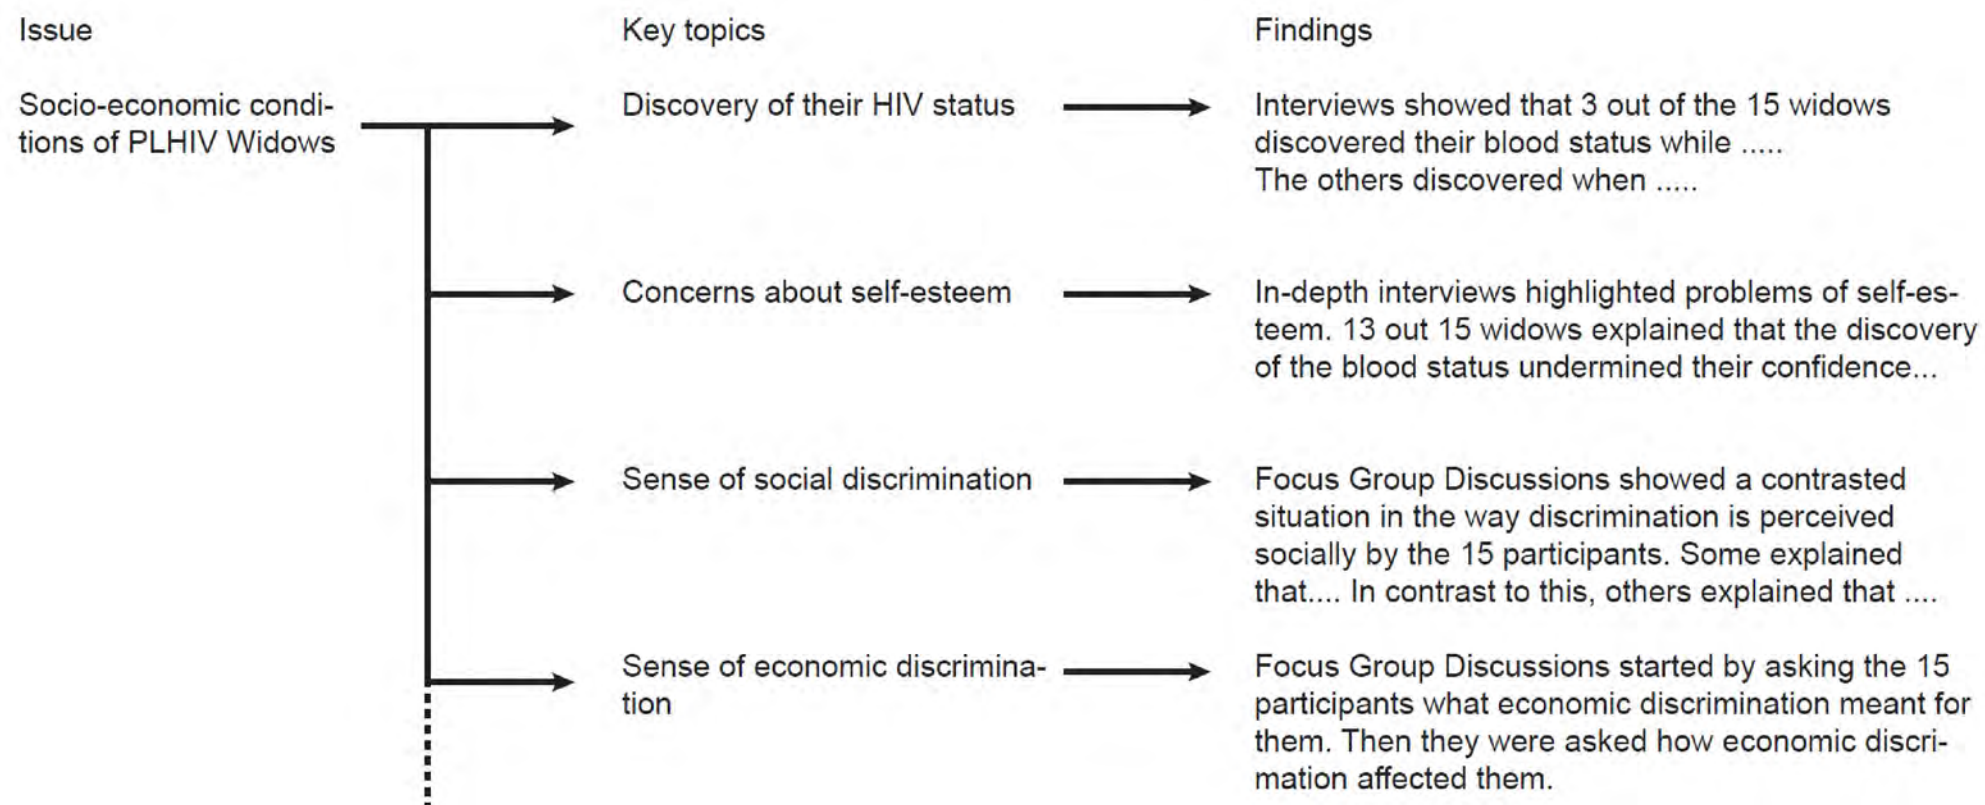 Issue
Key topics
Findings
Socio-economic condi-
tions of PLHIV Widows
Discovery of their HIV status
Interviews showed that 3 out of the 15 widows
discovered their blood status while .....
The others discovered when .....
Concerns about self-esteem
In-depth interviews highlighted problems of self-es-
teem. 13 out 15 widows explained that the discovery
of the blood status undermined their confidence...
Sense of social discrimination
Focus Group Discussions showed a contrasted
situation in the way discrimination is perceived
socially by the 15 participants. Some explained
that.... In contrast to this, others explained that ....
Sense of economic discrimina-
tion
Focus Group Discussions started by asking the 15
participants what economic discrimination meant for
them. Then they were asked how economic discri-
mation affected them.